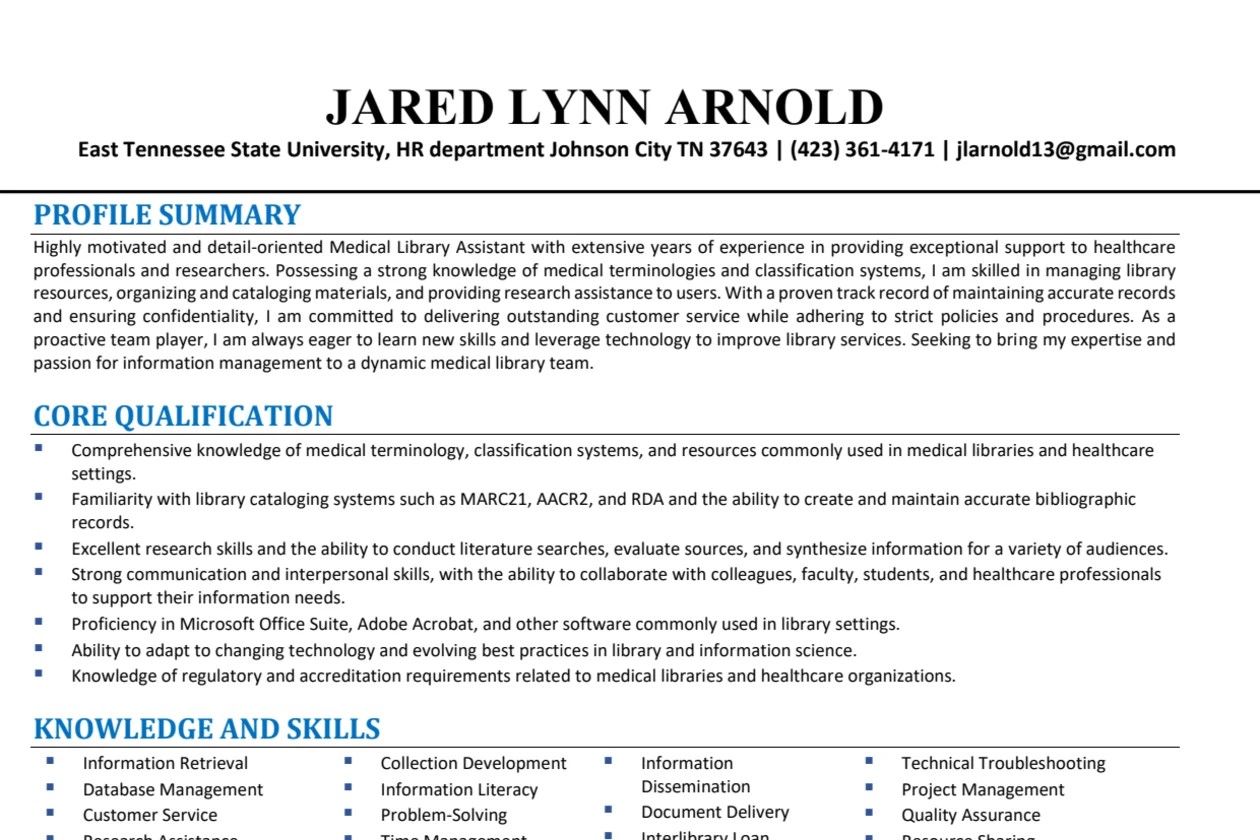 JARED LYNN ARNOLD
East Tennessee State University, HR department Johnson City TN 37643 | (423) 361-4171 | jlarnold13@gmail.com
PROFILE SUMMARY
Highly motivated and detail-oriented Medical Library Assistant with extensive years of experience in providing exceptional support to healthcare
professionals and researchers. Possessing a strong knowledge of medical terminologies and classification systems, I am skilled in managing library
resources, organizing and cataloging materials, and providing research assistance to users. With a proven track record of maintaining accurate records
and ensuring confidentiality, I am committed to delivering outstanding customer service while adhering to strict policies and procedures. As a
proactive team player, I am always eager to learn new skills and leverage technology to improve library services. Seeking to bring my expertise and
passion for information management to a dynamic medical library team.
CORE QUALIFICATION
▪ Comprehensive knowledge of medical terminology, classification systems, and resources commonly used in medical libraries and healthcare
settings.
▪ Familiarity with library cataloging systems such as MARC21, AACR2, and RDA and the ability to create and maintain accurate bibliographic
records.
▪ Excellent research skills and the ability to conduct literature searches, evaluate sources, and synthesize information for a variety of audiences.
▪ Strong communication and interpersonal skills, with the ability to collaborate with colleagues, faculty, students, and healthcare professionals
to support their information needs.
▪ Proficiency in Microsoft Office Suite, Adobe Acrobat, and other software commonly used in library settings.
▪ Ability to adapt to changing technology and evolving best practices in library and information science.
▪ Knowledge of regulatory and accreditation requirements related to medical libraries and healthcare organizations.
KNOWLEDGE AND SKILLS
▪ Information Retrieval
▪ Database Management
▪ Customer Service
▪ Research Assistance
▪ Collection Development
▪ Information Literacy
▪ Problem-Solving
▪ Time Management
▪ Information
Dissemination
▪ Document Delivery
▪ Interlibrary Loan
▪ Technical Troubleshooting
▪ Project Management
▪ Quality Assurance
▪ Resource Sharing